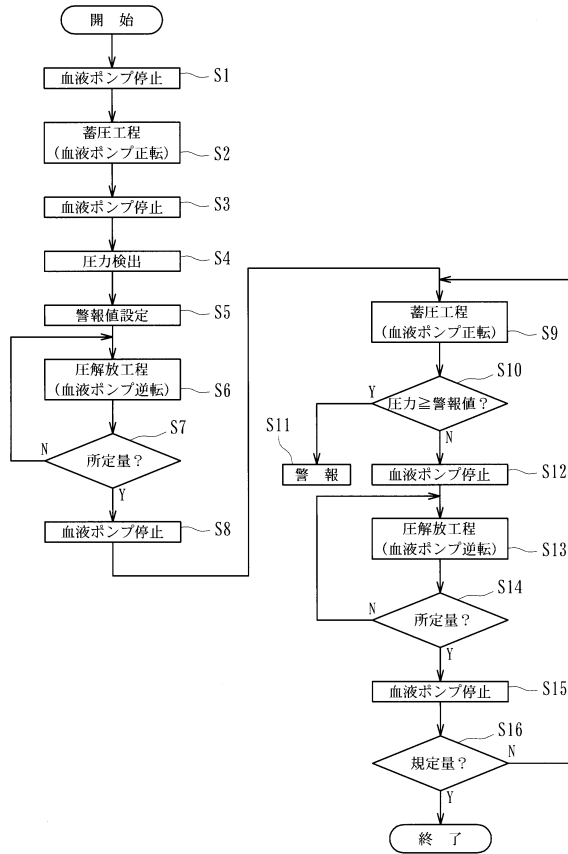 開 始
血液ポンプ停止
S1
蓄圧工程
(血液ポンプ正転)
S2
血液ポンプ停止
S3
圧力検出
S4
警報値設定
S5
圧解放工程
(血液ポンプ逆転)
S6
所定量?
S7
N
Y
血液ポンプ停止
S8
蓄圧工程
(血液ポンプ正転)
S9
圧力≧警報値?
S10
Y
N
S11
警 報
血液ポンプ停止
S12
圧解放工程
(血液ポンプ逆転)
S13
所定量?
S14
N
Y
血液ポンプ停止
S15
規定量?
S16
N
Y
終 了